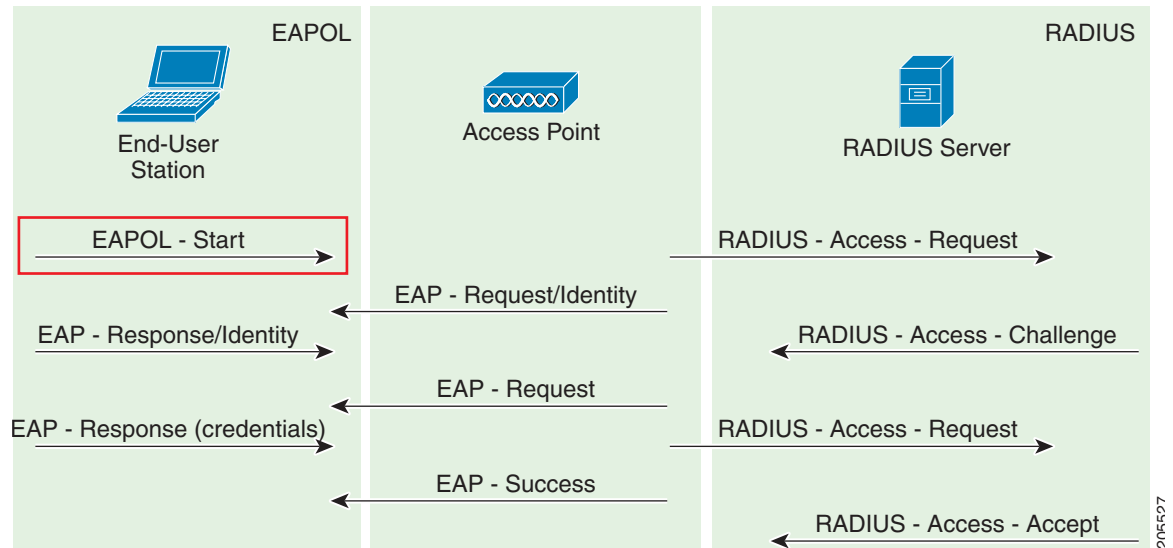 EAPOL
RADIUS
End-User
Station
Access Point
RADIUS Server
EAPOL - Start
RADIUS - Access - Request
EAP - Request/Identity
EAP - Response/Identity
RADIUS - Access - Challenge
EAP - Request
EAP - Response (credentials)
RADIUS - Access - Request
EAP - Success
RADIUS - Access - Accept
205527